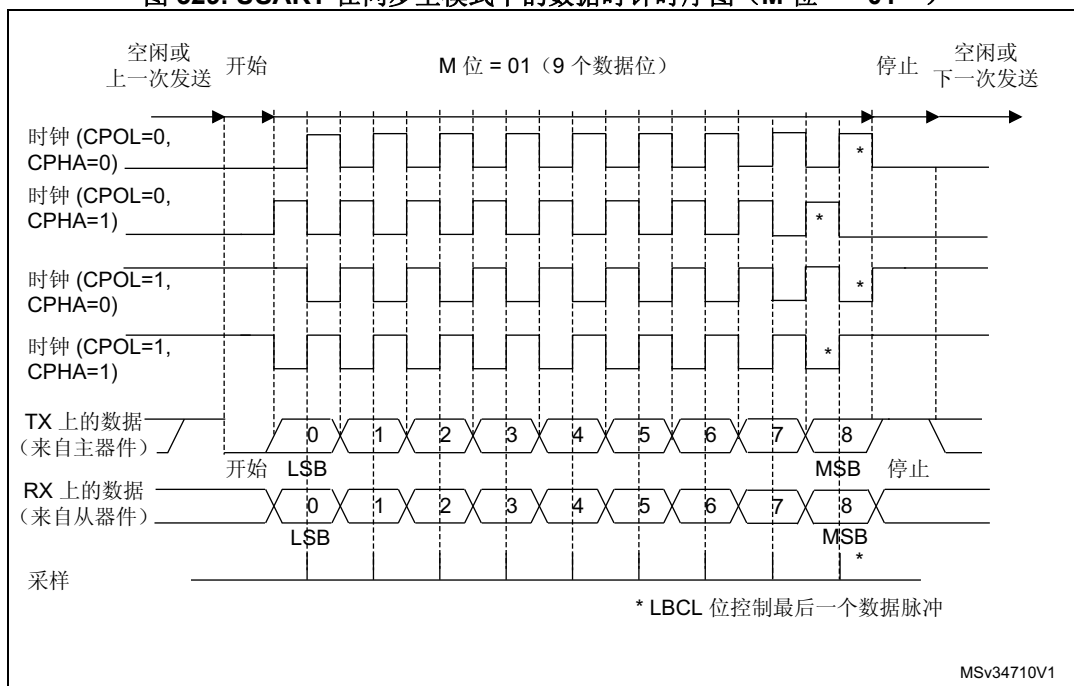 空闲或
上一次发送
开始
M 位 = 01（9 个数据位）
停止
空闲或
下一次发送
时钟 (CPOL=0,
CPHA=0)
*
时钟 (CPOL=0,
CPHA=1)
*
时钟 (CPOL=1,
CPHA=0)
*
时钟 (CPOL=1,
CPHA=1)
*
TX 上的数据
（来自主器件）
0 1 2 3 4 5 6 7 8
开始 LSB MSB 停止
RX 上的数据
（来自从器件）
0 1 2 3 4 5 6 7 8
LSB MSB
*
采样
* LBCL 位控制最后一个数据脉冲
MSv34710V1